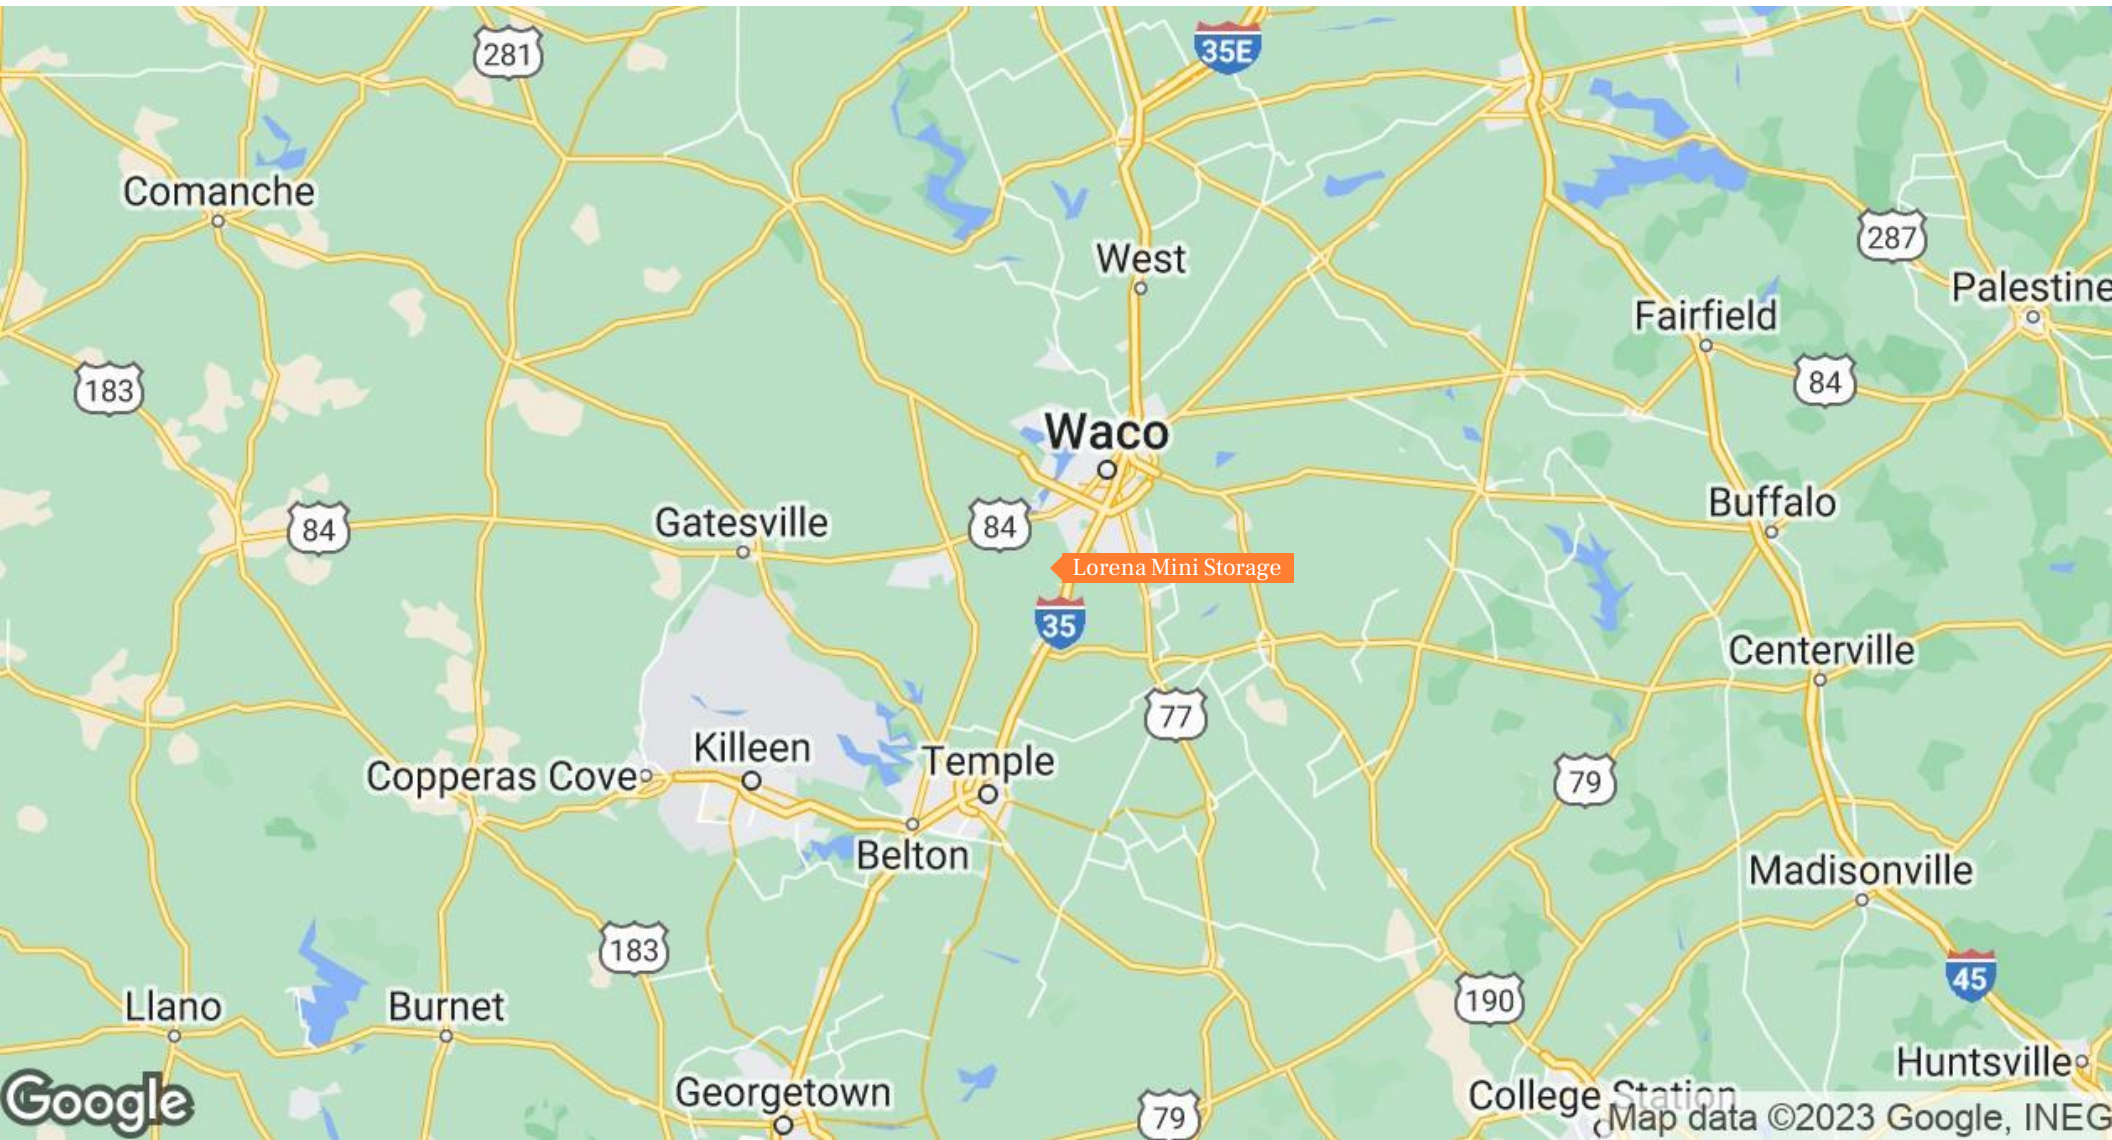 35E
281
Comanche
287
West
Palestine
Fairfield
183
84
Waco
Buffalo
84
Gatesville
84
Lorena Mini Storage
35
Centerville
77
Killeen
Temple
Copperas Cove
79
Belton
Madisonville
183
45
190
Llano
Burnet
Huntsville
Georgetown
College Station
Google
79
Map data ©2023 Google, INEG